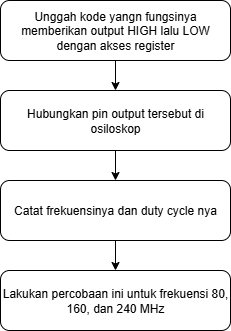 Unggah kode yangn fungsinya
memberikan output HIGH lalu LOW
dengan akses register
Hubungkan pin output tersebut di
osiloskop
Catat frekuensinya dan duty cycle nya
Lakukan percobaan ini untuk frekuensi 80,
160, dan 240 MHz